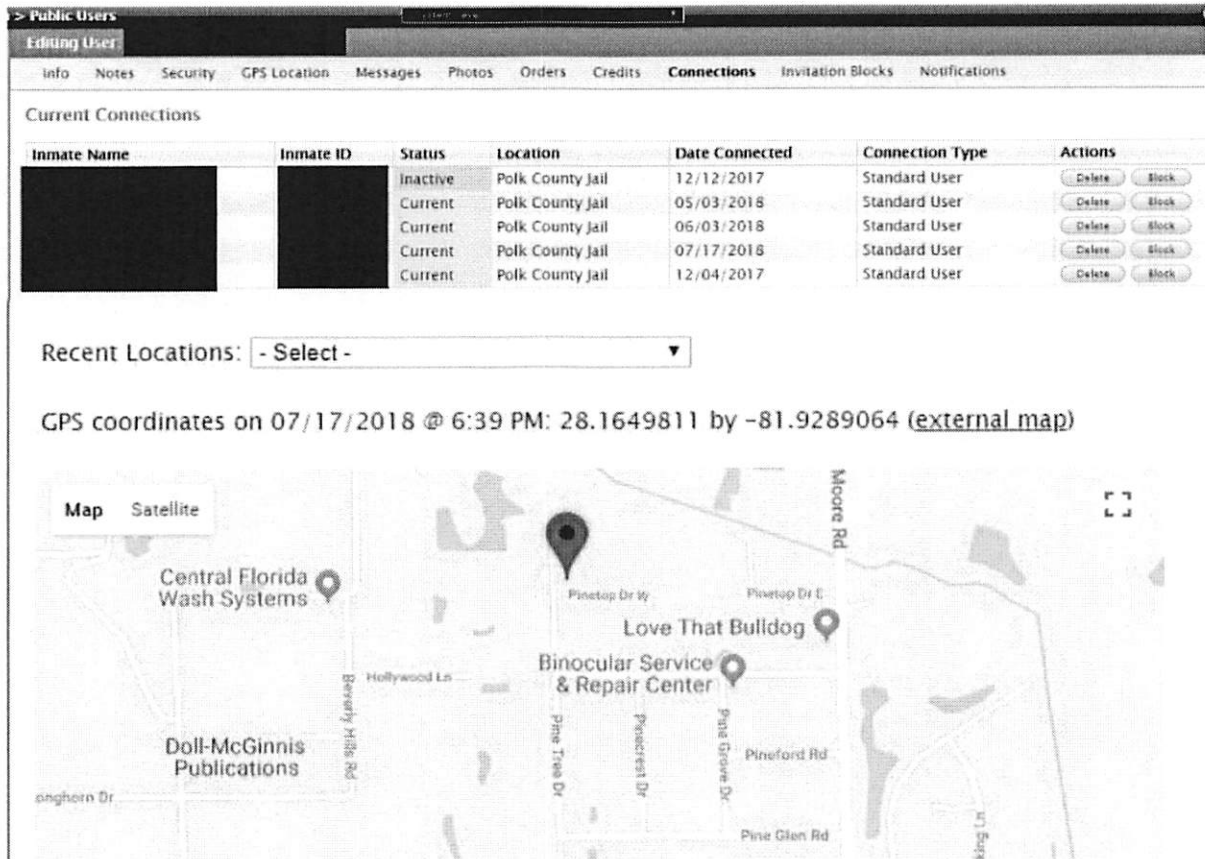 > Public Users
Editing User
Info Notes Security GPS Location Messages Photos Orders Credits Connections Invitation Blocks Notifications
Current Connections
Inmate Name Inmate ID Status Location Date Connected Connection Type Actions
Inactive Polk County Jail 12/12/2017 Standard User Delete Block
Current Polk County Jail 05/03/2018 Standard User Delete Block
Current Polk County Jail 06/03/2018 Standard User Delete Block
Current Polk County Jail 07/17/2018 Standard User Delete Block
Current Polk County Jail 12/04/2017 Standard User Delete Block
Recent Locations: - Select -
GPS coordinates on 07/17/2018 @ 6:39 PM: 28.1649811 by -81.9289064 (external map)
Map Satellite
Moore Rd
Central Florida
Wash Systems
Pinetop Dr W
Pinetop Dr E
Love That Bulldog
Binocular Service
& Repair Center
Hollywood Ln
Beverly Hills Rd
Pine Tree Dr
Pinecrest Dr
Pine Grove Dr
Doll-McGinnis
Publications
Pineford Rd
onghorn Dr
Pine Glen Rd